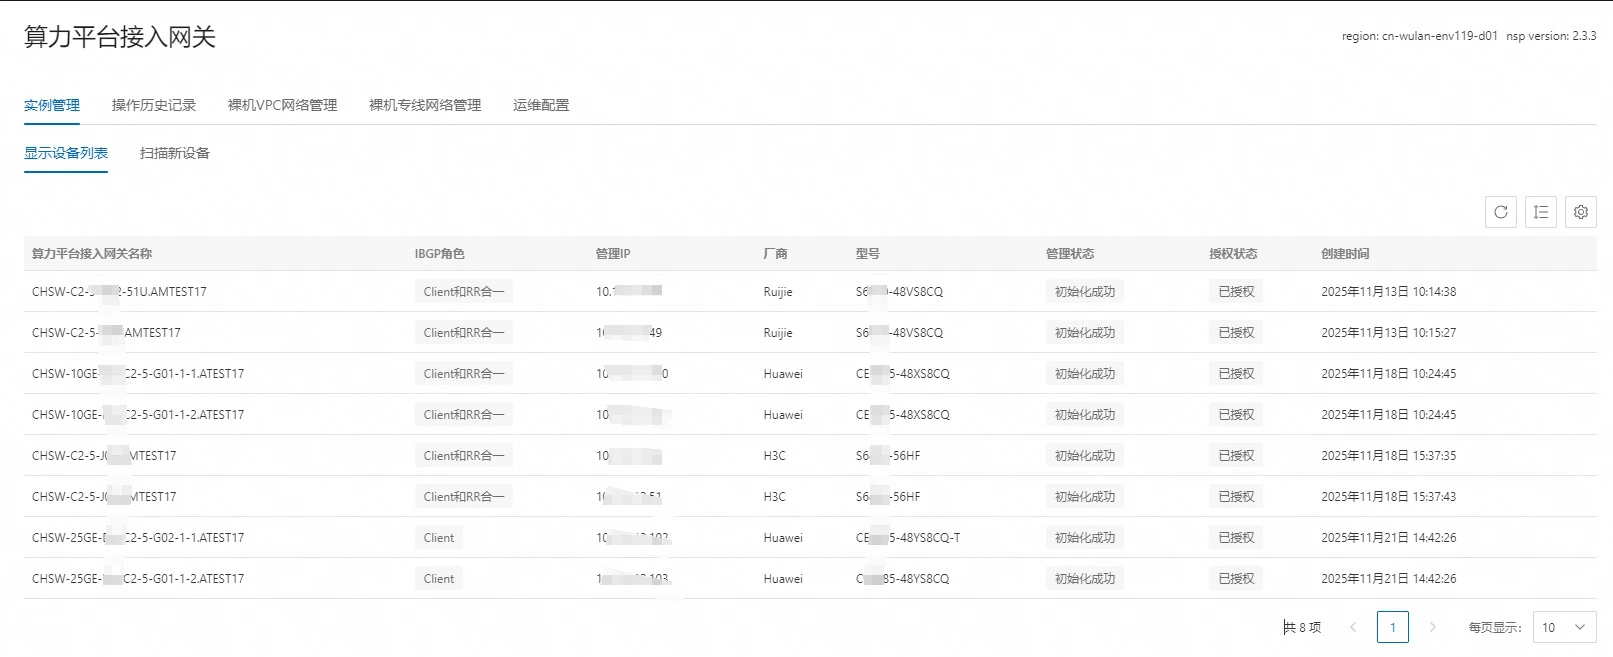 算力平台接入网关
region: cn-wulan-env119-d01 nsp version: 2.3.3
实例管理 操作历史记录 裸机VPC网络管理 裸机专线网络管理 运维配置
显示设备列表 扫描新设备
算力平台接入网关名称 IBGP角色 管理IP 厂商 型号 管理状态 授权状态 创建时间
CHSW-C2- 2-51U.AMTEST17 Client和RR合一 10. Ruijie S6 -48VS8CQ 初始化成功 已授权 2025年11月13日 10:14:38
CHSW-C2-5- AMTEST17 Client和RR合一 49 Ruijie S6 -48VS8CQ 初始化成功 已授权 2025年11月13日 10:15:27
CHSW-10GE- C2-5-G01-1-1.ATEST17 Client和RR合一 10 0 Huawei CE 5-48XS8CQ 初始化成功 已授权 2025年11月18日 10:24:45
CHSW-10GE- C2-5-G01-1-2.ATEST17 Client和RR合一 10 Huawei CE 5-48XS8CQ 初始化成功 已授权 2025年11月18日 10:24:45
CHSW-C2-5-J MTEST17 Client和RR合一 10 H3C S6 -56HF 初始化成功 已授权 2025年11月18日 15:37:35
CHSW-C2-5-J MTEST17 Client和RR合一 51 H3C S6 -56HF 初始化成功 已授权 2025年11月18日 15:37:43
CHSW-25GE- C2-5-G02-1-1.ATEST17 Client 10 102 Huawei CE 5-48YS8CQ-T 初始化成功 已授权 2025年11月21日 14:42:26
CHSW-25GE- C2-5-G01-1-2.ATEST17 Client 103 Huawei C 85-48YS8CQ 初始化成功 已授权 2025年11月21日 14:42:26
共 8 项 1 每页显示： 10